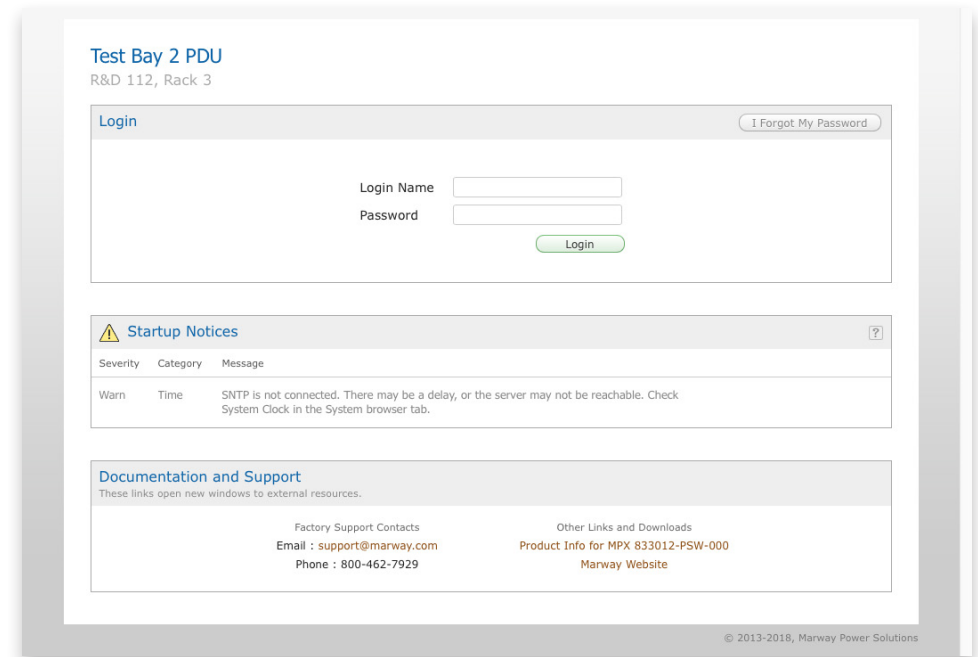 Test Bay 2 PDU
R&D 112, Rack 3
Login
I Forgot My Password
Login Name
Password
Login
Startup Notices
?
Severity Category Message
Warn Time SNTP is not connected. There may be a delay, or the server may not be reachable. Check
System Clock in the System browser tab.
Documentation and Support
These links open new windows to external resources.
Factory Support Contacts
Email : support@marway.com
Phone : 800-462-7929
Other Links and Downloads
Product Info for MPX 833012-PSW-000
Marway Website
© 2013-2018, Marway Power Solutions